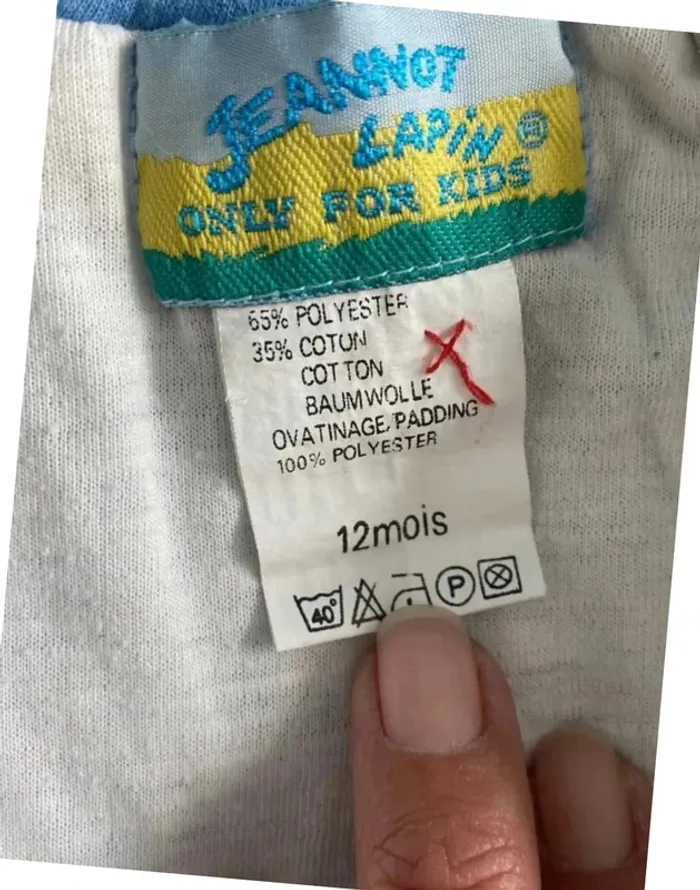 JEANNOT
LAPIN ®
ONLY FOR KIDS
65% POLYESTER
35% COTON
COTTON
BAUMWOLLE
OVATINAGE/PADDING
100% POLYESTER
12mois
40° P